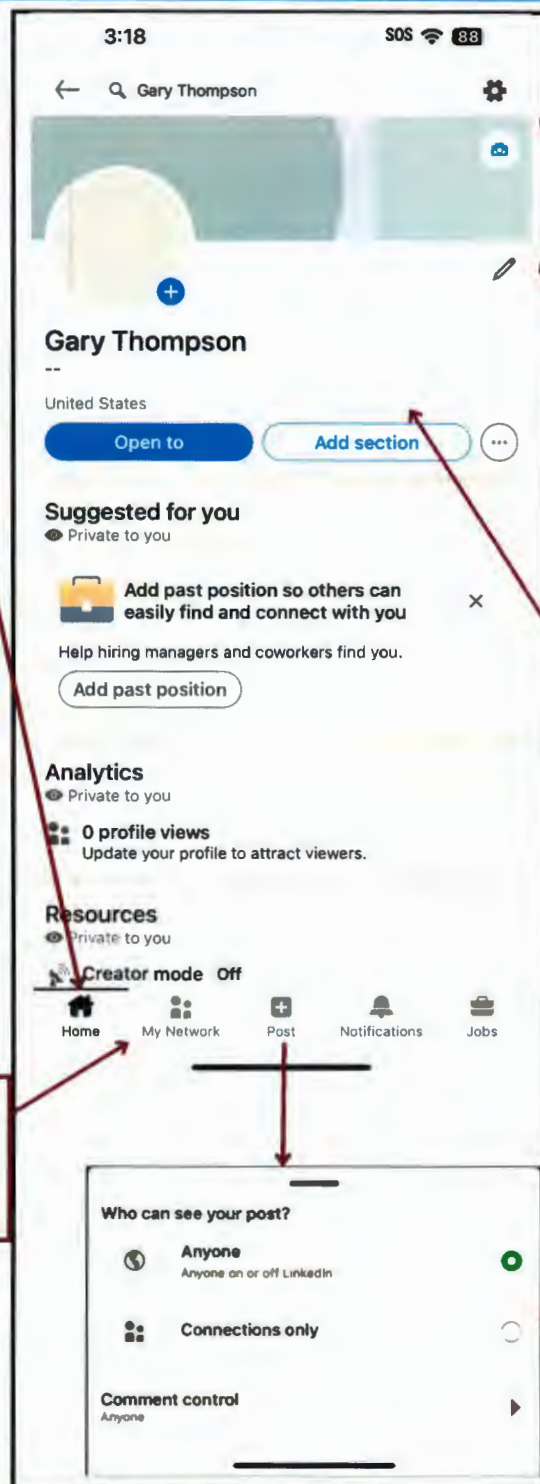 3:18
SOS
88
Gary Thompson
Gary Thompson
--
United States
Open to
Add section
Suggested for you
Private to you
Add past position so others can
easily find and connect with you
Help hiring managers and coworkers find you.
Add past position
Analytics
Private to you
0 profile views
Update your profile to attract viewers.
Resources
Private to you
Creator mode Off
Home
My Network
Post
Notifications
Jobs
Who can see your post?
Anyone
Anyone on or off LinkedIn
Connections only
Comment control
Anyone